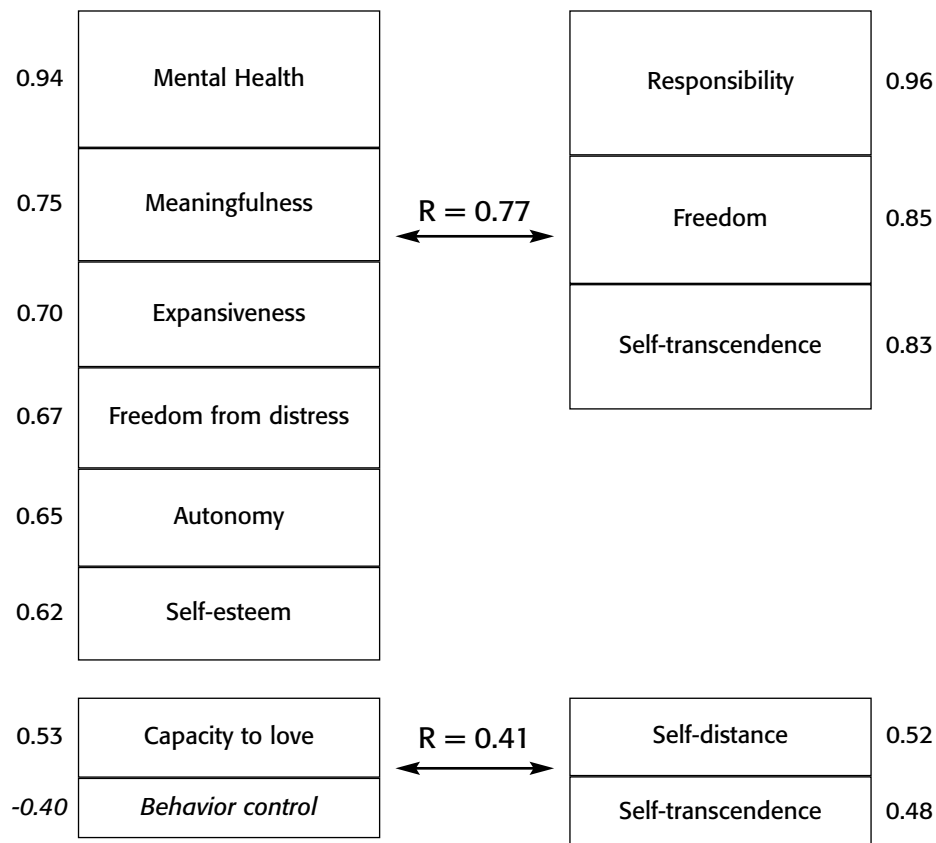 0.94 Mental Health
0.75 Meaningfulness
0.70 Expansiveness
0.67 Freedom from distress
0.65 Autonomy
0.62 Self-esteem
R = 0.77
Responsibility 0.96
Freedom 0.85
Self-transcendence 0.83
0.53 Capacity to love
-0.40 Behavior control
R = 0.41
Self-distance 0.52
Self-transcendence 0.48